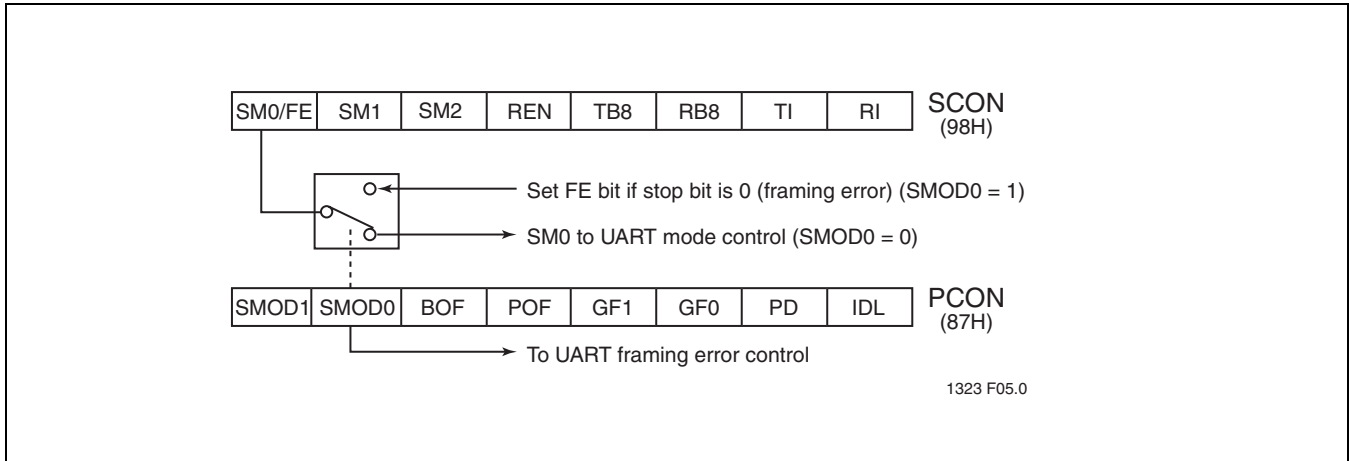 SM0/FE SM1 SM2 REN TB8 RB8 TI RI SCON
(98H)
Set FE bit if stop bit is 0 (framing error) (SMOD0 = 1)
SM0 to UART mode control (SMOD0 = 0)
SMOD1 SMOD0 BOF POF GF1 GF0 PD IDL PCON
(87H)
To UART framing error control
1323 F05.0